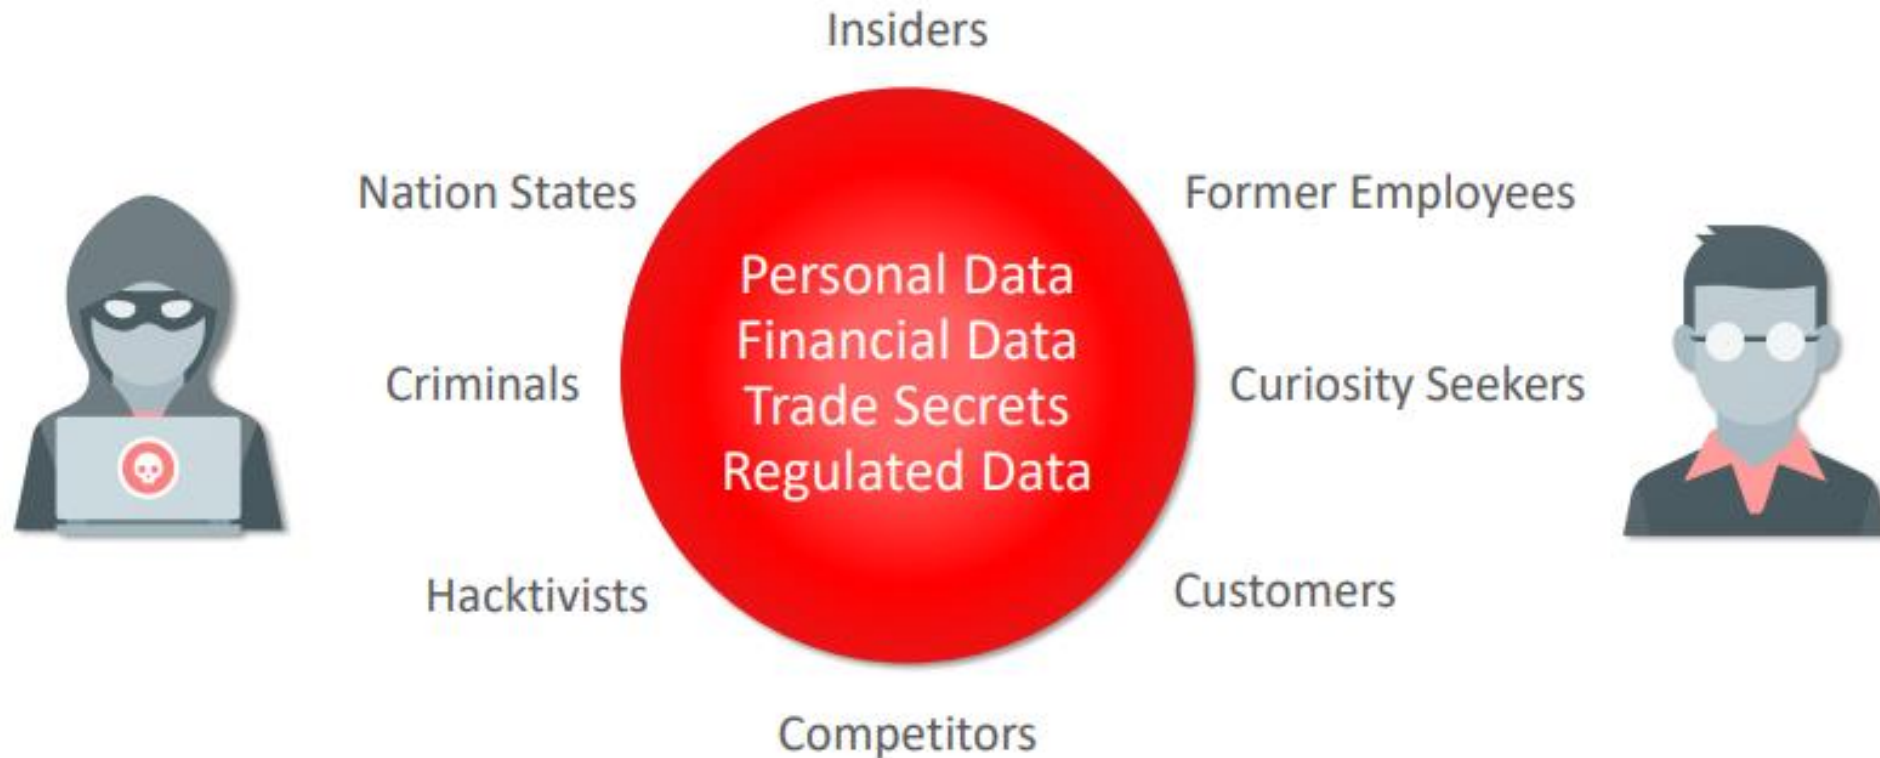 Insiders
Nation States
Former Employees
Personal Data
Financial Data
Trade Secrets
Regulated Data
Criminals
Curiosity Seekers
Hacktivists
Customers
Competitors